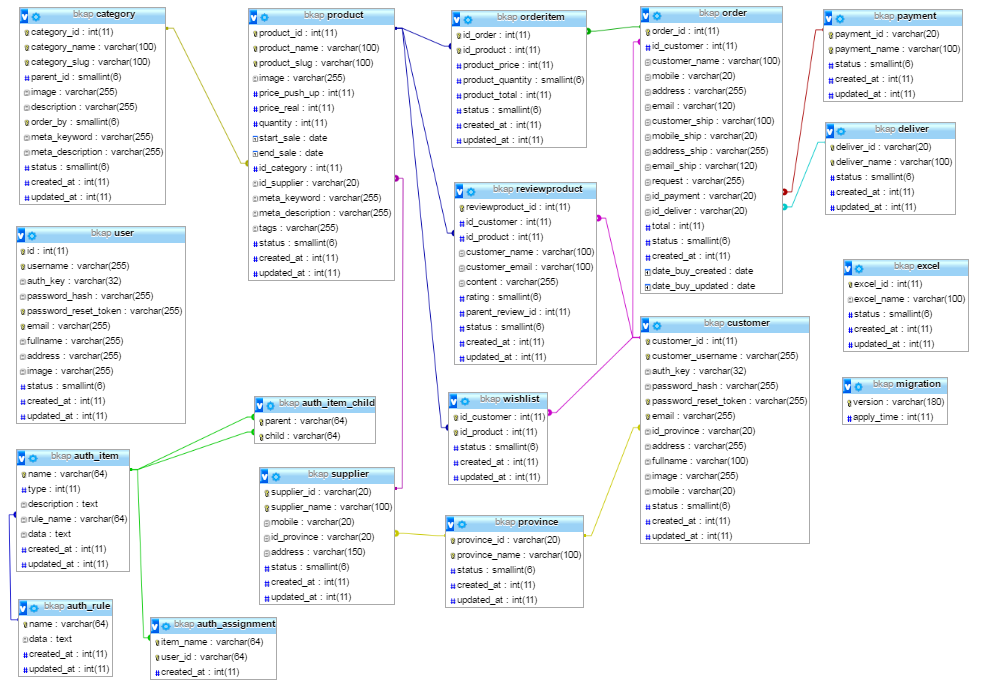 bkap category
category_id : int(11)
category_name : varchar(100)
category_slug : varchar(100)
parent_id : smallint(6)
image : varchar(255)
description : varchar(255)
order_by : smallint(6)
meta_keyword : varchar(255)
meta_description : varchar(255)
status : smallint(6)
created_at : int(11)
updated_at : int(11)
bkap product
product_id : int(11)
product_name : varchar(100)
product_slug : varchar(100)
image : varchar(255)
price_push_up : int(11)
price_real : int(11)
quantity : int(11)
start_sale : date
end_sale : date
id_category : int(11)
id_supplier : varchar(20)
meta_keyword : varchar(255)
meta_description : varchar(255)
tags : varchar(255)
status : smallint(6)
created_at : int(11)
updated_at : int(11)
bkap orderitem
id_order : int(11)
id_product : int(11)
product_price : int(11)
product_quantity : smallint(6)
product_total : int(11)
status : smallint(6)
created_at : int(11)
updated_at : int(11)
bkap order
order_id : int(11)
id_customer : int(11)
customer_name : varchar(100)
mobile : varchar(20)
address : varchar(255)
email : varchar(120)
customer_ship : varchar(100)
mobile_ship : varchar(20)
address_ship : varchar(255)
email_ship : varchar(120)
request : varchar(255)
id_payment : varchar(20)
id_deliver : varchar(20)
total : int(11)
status : smallint(6)
created_at : int(11)
date_buy_created : date
date_buy_updated : date
bkap payment
payment_id : varchar(20)
payment_name : varchar(100)
status : smallint(6)
created_at : int(11)
updated_at : int(11)
bkap deliver
deliver_id : varchar(20)
deliver_name : varchar(100)
status : smallint(6)
created_at : int(11)
updated_at : int(11)
bkap reviewproduct
reviewproduct_id : int(11)
id_customer : int(11)
id_product : int(11)
customer_name : varchar(100)
customer_email : varchar(100)
content : varchar(255)
rating : smallint(6)
parent_review_id : int(11)
status : smallint(6)
created_at : int(11)
updated_at : int(11)
bkap user
id : int(11)
username : varchar(255)
auth_key : varchar(32)
password_hash : varchar(255)
password_reset_token : varchar(255)
email : varchar(255)
fullname : varchar(255)
address : varchar(255)
image : varchar(255)
status : smallint(6)
created_at : int(11)
updated_at : int(11)
bkap excel
excel_id : int(11)
excel_name : varchar(100)
status : smallint(6)
created_at : int(11)
updated_at : int(11)
bkap customer
customer_id : int(11)
customer_username : varchar(255)
auth_key : varchar(32)
password_hash : varchar(255)
password_reset_token : varchar(255)
email : varchar(255)
id_province : varchar(20)
address : varchar(255)
fullname : varchar(100)
image : varchar(255)
mobile : varchar(20)
status : smallint(6)
created_at : int(11)
updated_at : int(11)
bkap migration
version : varchar(180)
apply_time : int(11)
bkap auth_item_child
parent : varchar(64)
child : varchar(64)
bkap wishlist
id_customer : int(11)
id_product : int(11)
status : smallint(6)
created_at : int(11)
updated_at : int(11)
bkap auth_item
name : varchar(64)
type : int(11)
description : text
rule_name : varchar(64)
data : text
created_at : int(11)
updated_at : int(11)
bkap supplier
supplier_id : varchar(20)
supplier_name : varchar(100)
mobile : varchar(20)
id_province : varchar(20)
address : varchar(150)
status : smallint(6)
created_at : int(11)
updated_at : int(11)
bkap province
province_id : varchar(20)
province_name : varchar(100)
status : smallint(6)
created_at : int(11)
updated_at : int(11)
bkap auth_rule
name : varchar(64)
data : text
created_at : int(11)
updated_at : int(11)
bkap auth_assignment
item_name : varchar(64)
user_id : varchar(64)
created_at : int(11)